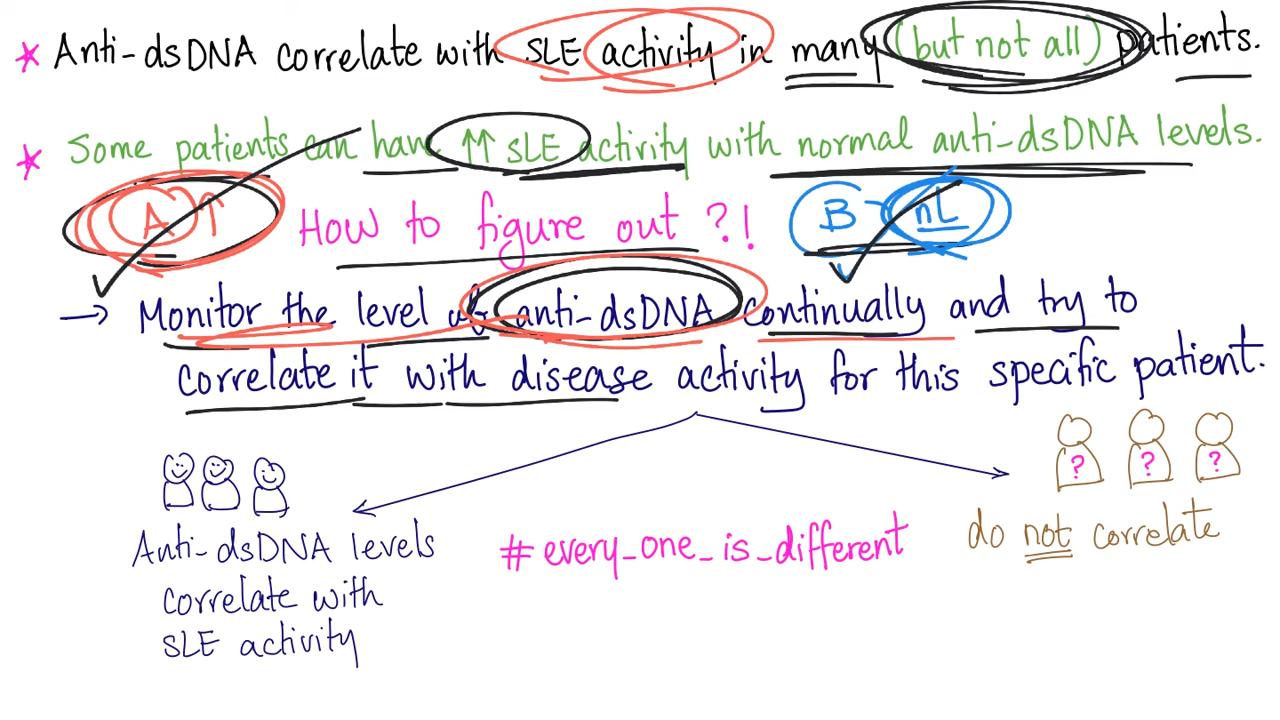 * Anti-dsDNA correlate with SLE activity in many (but not all) patients.
* Some patients can have ↑↑ SLE activity with normal anti-dsDNA levels.
A ↑ How to figure out ?! B → nL
→ Monitor the level of anti-dsDNA continually and try to
correlate it with disease activity for this specific patient.
? ? ?
Anti-dsDNA levels
correlate with
SLE activity
#every_one_is_different
do not correlate